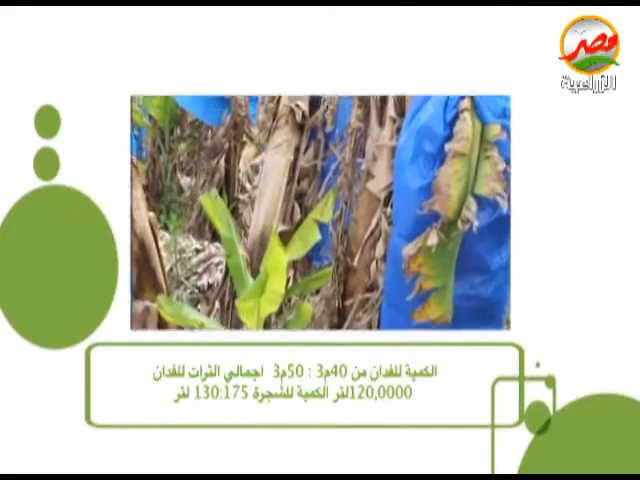 مصر
الزراعية
الكمية للفدان من 40م3 : 50م3 اجمالي الثرات للفدان
120,0000لتر الكمية للشجرة 130:175 لتر